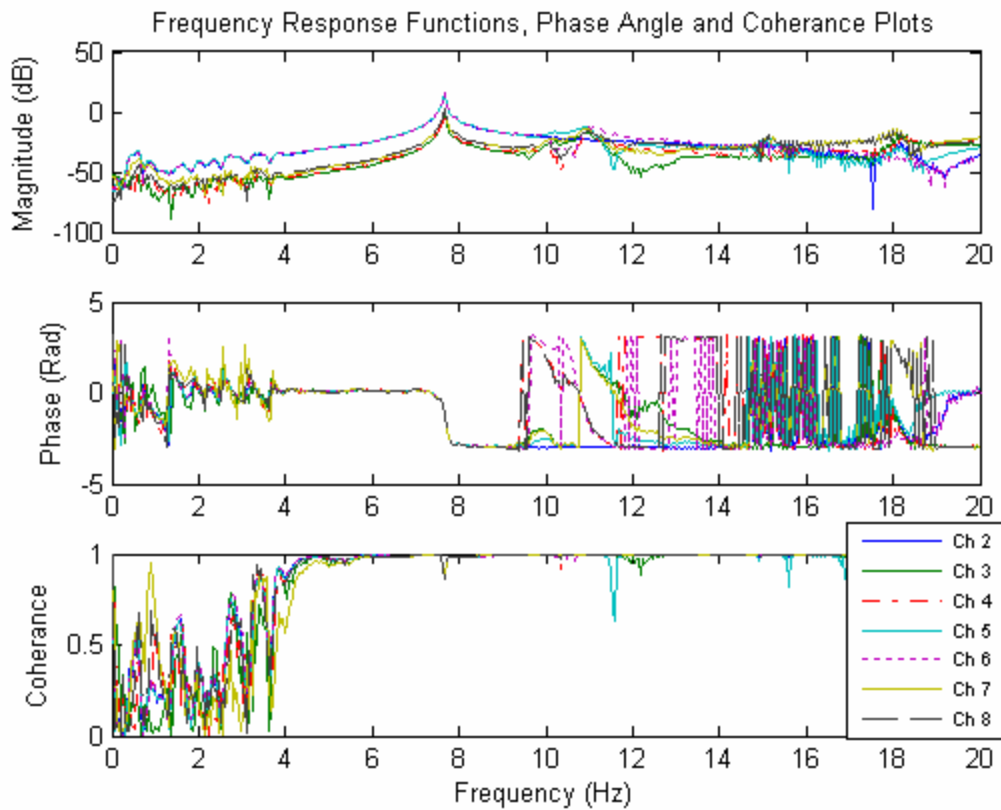 Frequency Response Functions, Phase Angle and Coherance Plots
Magnitude (dB)
50
0
-50
-100
0 2 4 6 8 10 12 14 16 18 20
Phase (Rad)
5
0
-5
0 2 4 6 8 10 12 14 16 18 20
Coherance
1
0.5
0
0 2 4 6 8 10 12 14 16 18 20
Frequency (Hz)
Ch 2
Ch 3
Ch 4
Ch 5
Ch 6
Ch 7
Ch 8